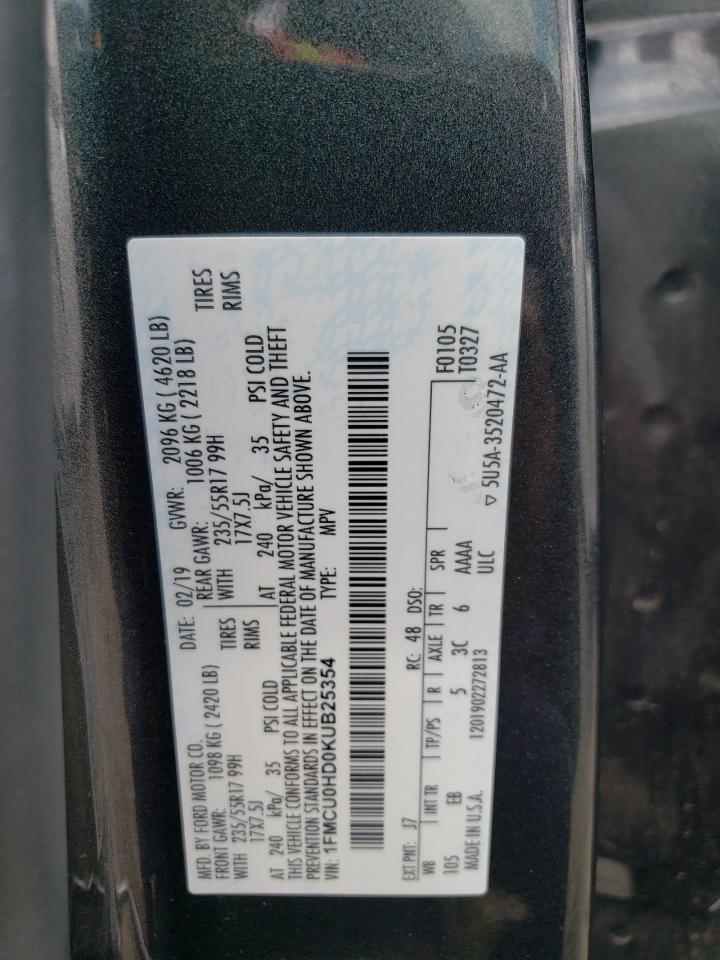 MFD. BY FORD MOTOR CO. DATE: 02/19 GVWR: 2096 KG ( 4620 LB)
FRONT GAWR: 1098 KG ( 2420 LB) REAR GAWR: 1006 KG ( 2218 LB)
WITH 235/55R17 99H TIRES WITH 235/55R17 99H TIRES
17X7.5J RIMS 17X7.5J RIMS
AT 240 kPa/ 35 PSI COLD AT 240 kPa/ 35 PSI COLD
THIS VEHICLE CONFORMS TO ALL APPLICABLE FEDERAL MOTOR VEHICLE SAFETY AND THEFT
PREVENTION STANDARDS IN EFFECT ON THE DATE OF MANUFACTURE SHOWN ABOVE.
VIN: 1FMCU0HD0KUB25354 TYPE: MPV
EXT PNT: J7 RC: 48 DSO: F0105
WB INT TR TP/PS R AXLE TR SPR T0327
105 EB 5 3C 6 AAAA
MADE IN U.S.A. 1201902272813 ULC 5U5A-3520472-AA